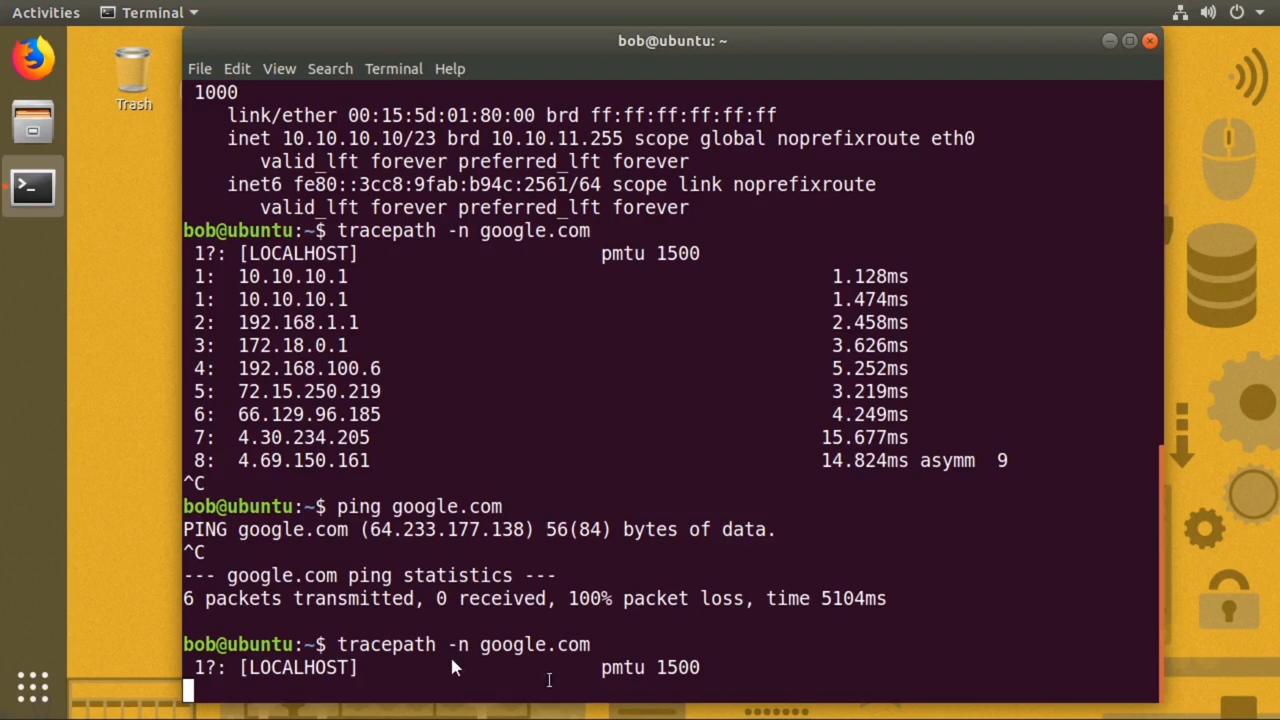 Activities Terminal
Trash
bob@ubuntu: ~
File Edit View Search Terminal Help
1000
link/ether 00:15:5d:01:80:00 brd ff:ff:ff:ff:ff:ff
inet 10.10.10.10/23 brd 10.10.11.255 scope global noprefixroute eth0
valid_lft forever preferred_lft forever
inet6 fe80::3cc8:9fab:b94c:2561/64 scope link noprefixroute
valid_lft forever preferred_lft forever
bob@ubuntu:~$ tracepath -n google.com
1?: [LOCALHOST] pmtu 1500
1: 10.10.10.1 1.128ms
1: 10.10.10.1 1.474ms
2: 192.168.1.1 2.458ms
3: 172.18.0.1 3.626ms
4: 192.168.100.6 5.252ms
5: 72.15.250.219 3.219ms
6: 66.129.96.185 4.249ms
7: 4.30.234.205 15.677ms
8: 4.69.150.161 14.824ms asymm 9
^C
bob@ubuntu:~$ ping google.com
PING google.com (64.233.177.138) 56(84) bytes of data.
^C
--- google.com ping statistics ---
6 packets transmitted, 0 received, 100% packet loss, time 5104ms
bob@ubuntu:~$ tracepath -n google.com
1?: [LOCALHOST] pmtu 1500